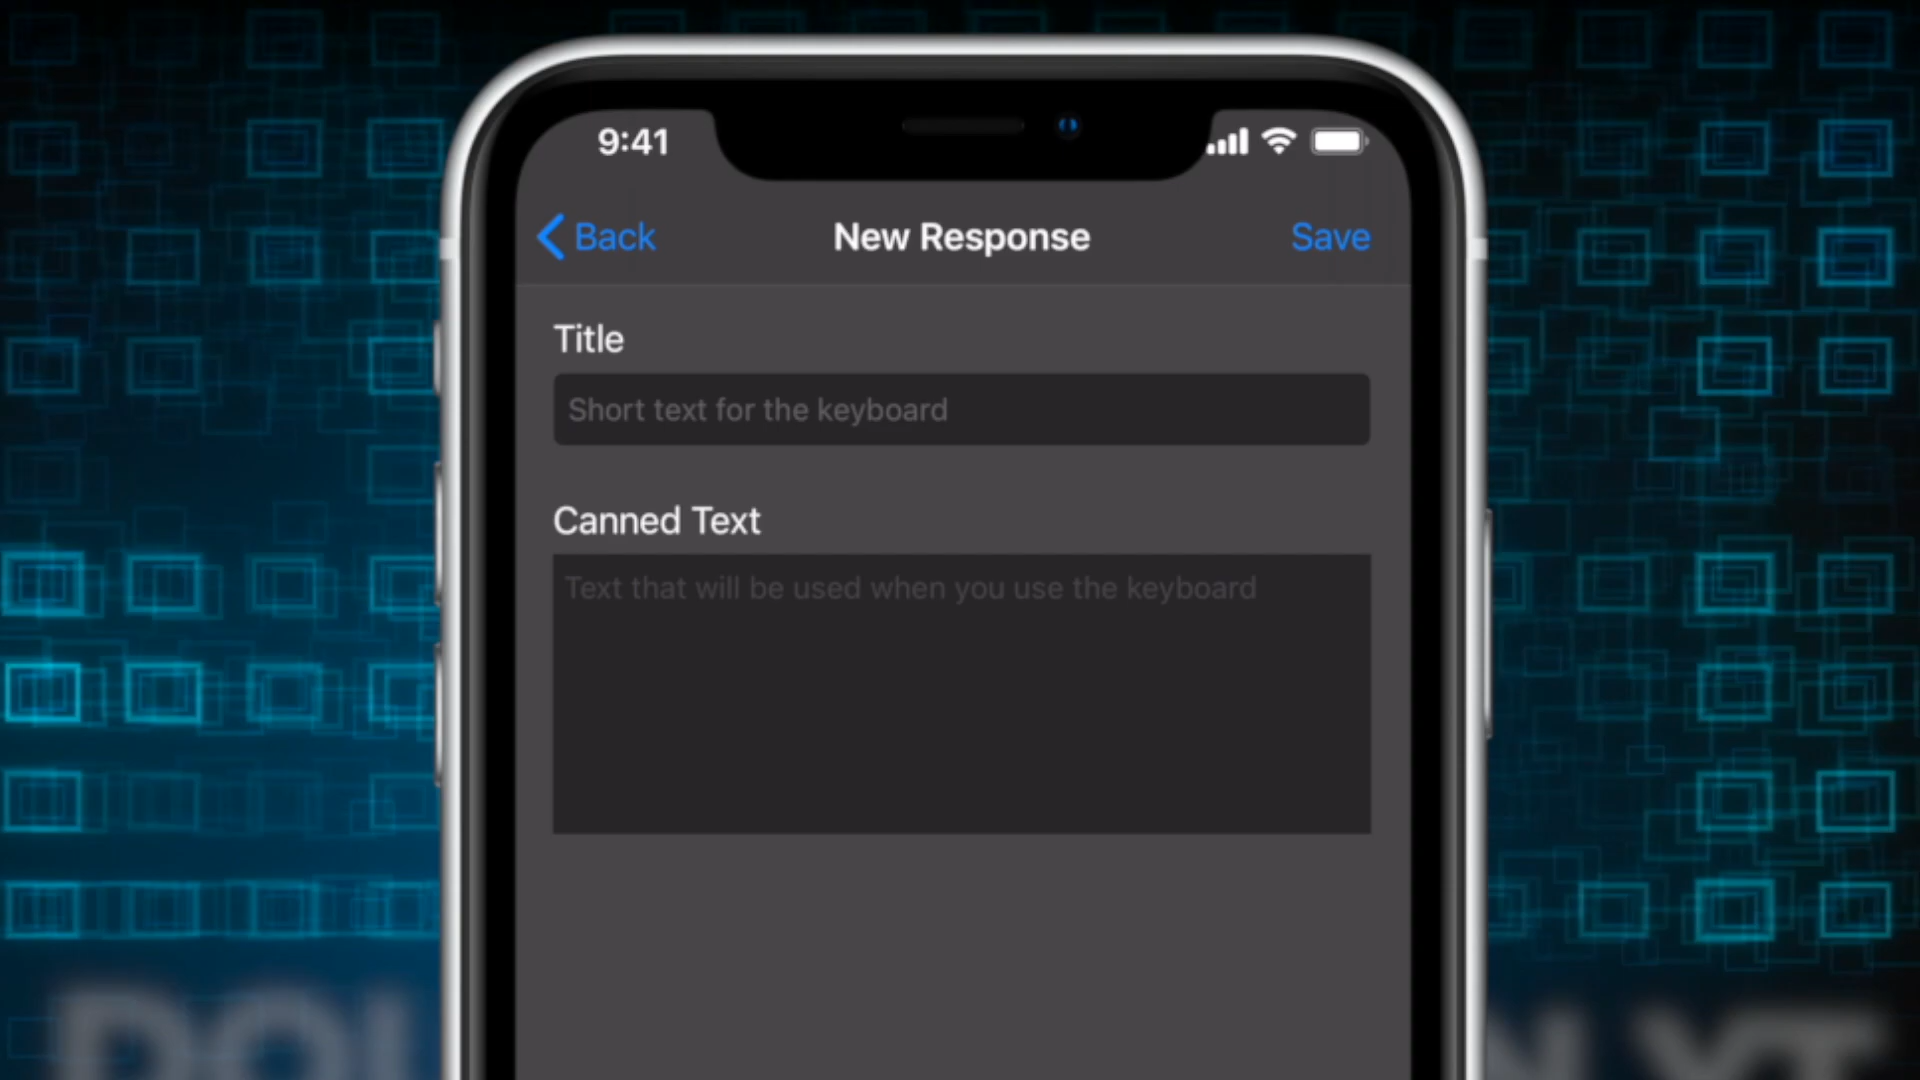 9:41
Back
New Response
Save
Title
Short text for the keyboard
Canned Text
Text that will be used when you use the keyboard